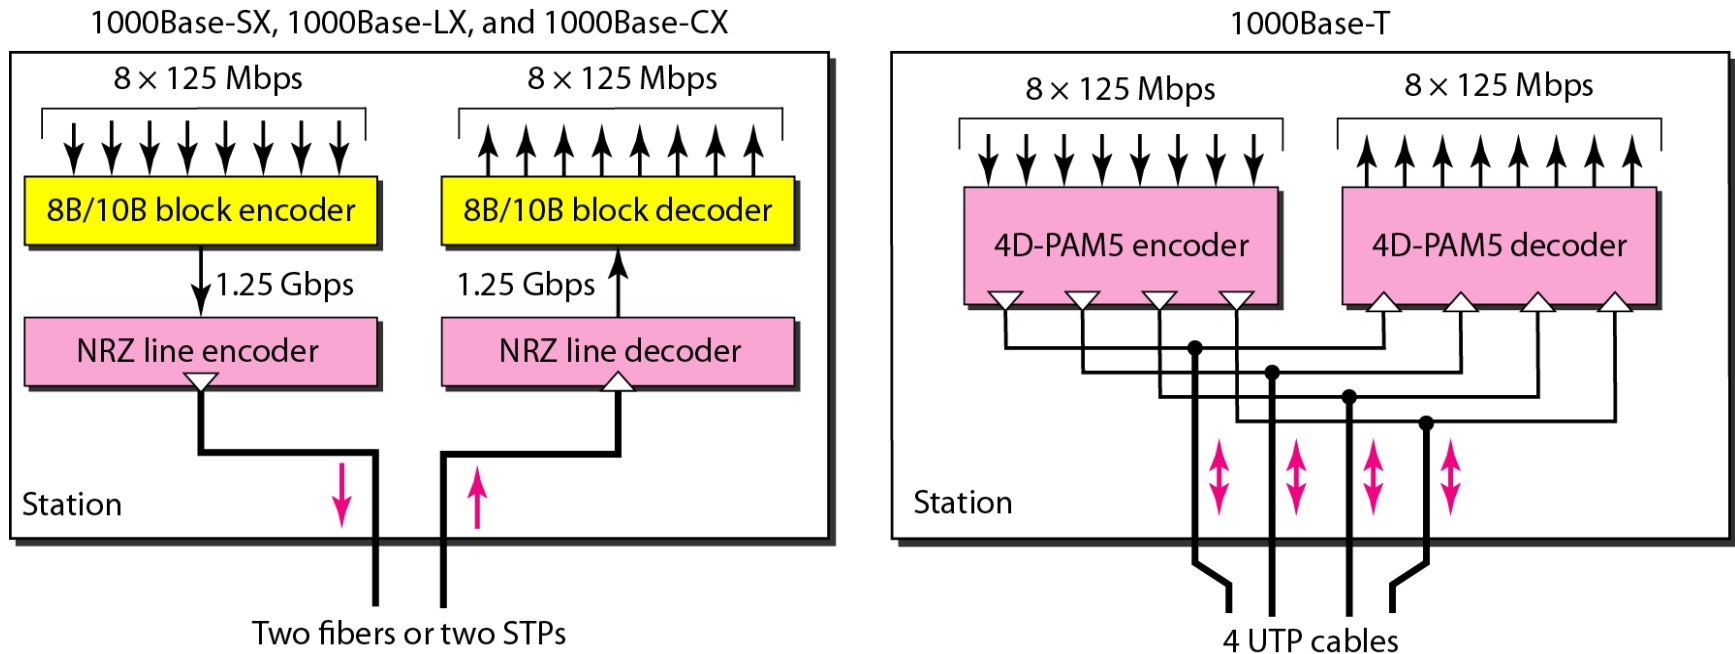 1000Base-SX, 1000Base-LX, and 1000Base-CX
8 × 125 Mbps
8 × 125 Mbps
8B/10B block encoder
8B/10B block decoder
1.25 Gbps
1.25 Gbps
NRZ line encoder
NRZ line decoder
Station
Two fibers or two STPs
1000Base-T
8 × 125 Mbps
8 × 125 Mbps
4D-PAM5 encoder
4D-PAM5 decoder
Station
4 UTP cables